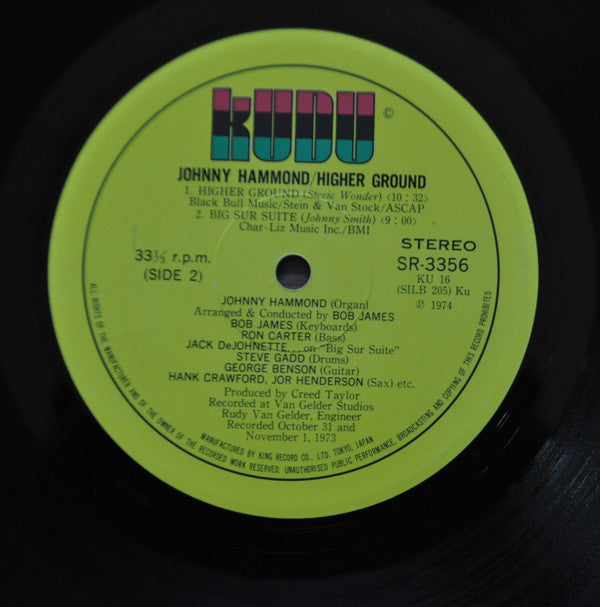 KUDU ©
JOHNNY HAMMOND/HIGHER GROUND
1. HIGHER GROUND (Stevie Wonder) <10:32>
Black Bull Music/Stein & Van Stock/ASCAP
2. BIG SUR SUITE (Johnny Smith) <9:00>
Char-Liz Music Inc./BMI
33⅓ r.p.m.
(SIDE 2)
STEREO
SR-3356
KU 16
(SILB 205) Ku
℗ 1974
JOHNNY HAMMOND (Organ)
Arranged & Conducted by BOB JAMES
BOB JAMES (Keyboards)
RON CARTER (Bass)
JACK DeJOHNETTE...on "Big Sur Suite"
STEVE GADD (Drums)
GEORGE BENSON (Guitar)
HANK CRAWFORD, JOR HENDERSON (Sax) etc.
Produced by Creed Taylor
Recorded at Van Gelder Studios
Rudy Van Gelder, Engineer
Recorded October 31 and
November 1, 1973
MANUFACTURED BY KING RECORD CO., LTD. TOKYO, JAPAN
ALL RIGHTS OF THE MANUFACTURER AND OF THE OWNER OF THE RECORDED WORK RESERVED. UNAUTHORISED PUBLIC PERFORMANCE, BROADCASTING AND COPYING OF THIS RECORD PROHIBITED